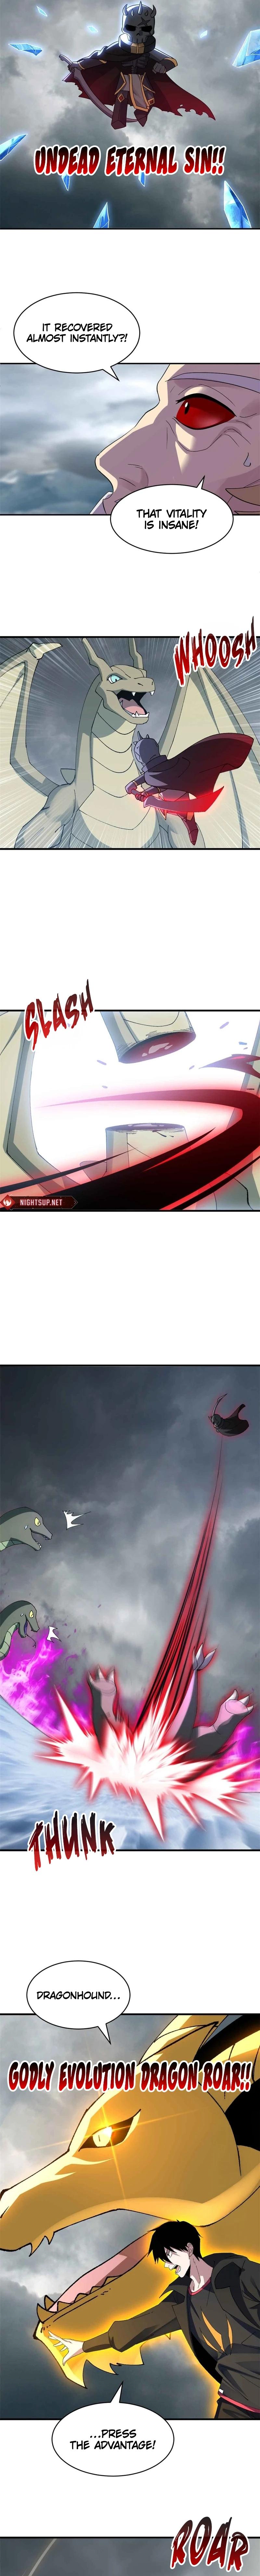 UNDEAD ETERNAL SIN!!
IT RECOVERED
ALMOST INSTANTLY?!
THAT VITALITY
IS INSANE!
WHOOSH
SLASH
NIGHTSUP.NET
THUNK
DRAGONHOUND...
GODLY EVOLUTION DRAGON ROAR!!
...PRESS
THE ADVANTAGE!
ROAR